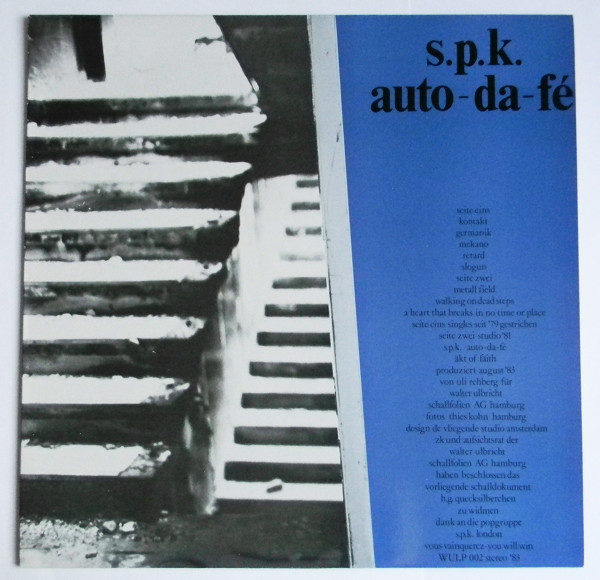 s.p.k.
auto-da-fé
seite eins
kontakt
germanik
mekano
retard
slogun
seite zwei
metall field
walking on dead steps
a heart that breaks in no time or place
seite eins singles seit '79 gestrichen
seite zwei studio '81
s.p.k. auto-da-fé
akt of faith
produziert august '83
von uli rehberg für
walter ulbricht
schallfolien AG hamburg
fotos thies kohn hamburg
design de vliegende studio amsterdam
zk und aufsichtsrat der
walter ulbricht
schallfolien AG hamburg
haben beschlossen das
vorliegende schalldokument
h.g. quecksilberchen
zu widmen
dank an die popgruppe
s.p.k. london
vous vainquerez-you will win
WULP 002 stereo '83